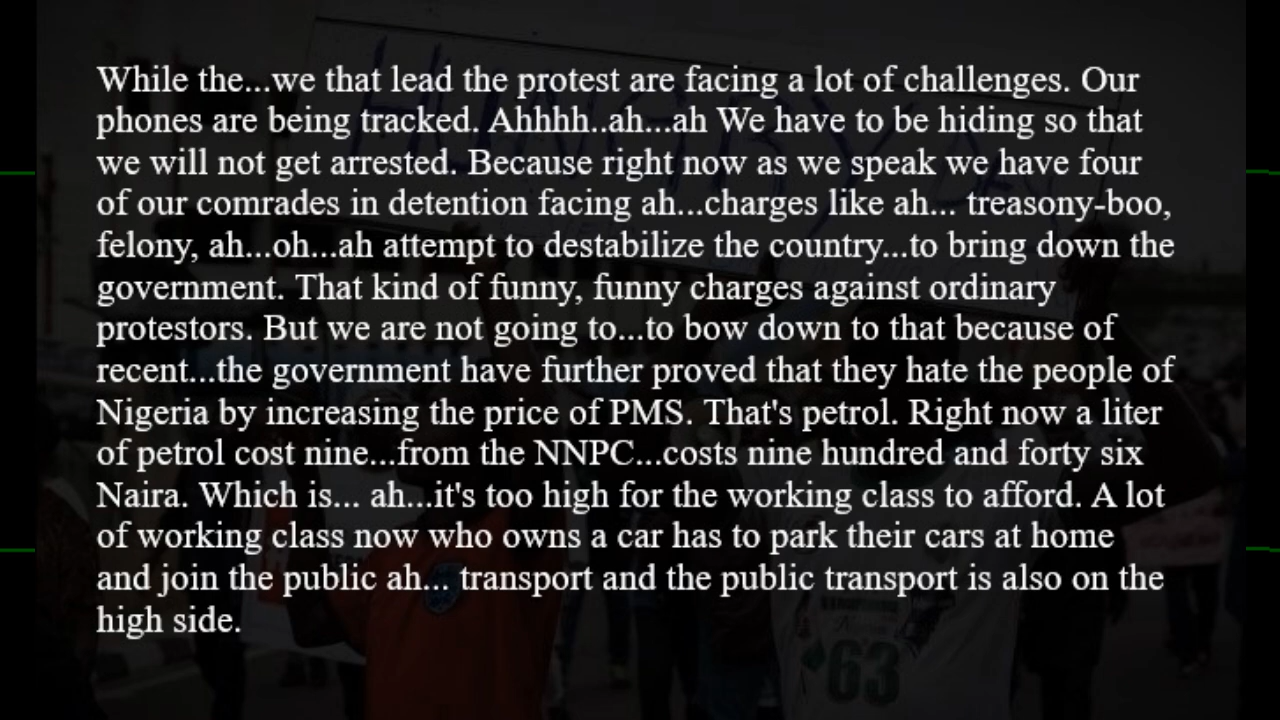 While the...we that lead the protest are facing a lot of challenges. Our
phones are being tracked. Ahhhh..ah...ah We have to be hiding so that
we will not get arrested. Because right now as we speak we have four
of our comrades in detention facing ah...charges like ah... treasony-boo,
felony, ah...oh...ah attempt to destabilize the country...to bring down the
government. That kind of funny, funny charges against ordinary
protestors. But we are not going to...to bow down to that because of
recent...the government have further proved that they hate the people of
Nigeria by increasing the price of PMS. That's petrol. Right now a liter
of petrol cost nine...from the NNPC...costs nine hundred and forty six
Naira. Which is... ah...it's too high for the working class to afford. A lot
of working class now who owns a car has to park their cars at home
and join the public ah... transport and the public transport is also on the
high side.
63